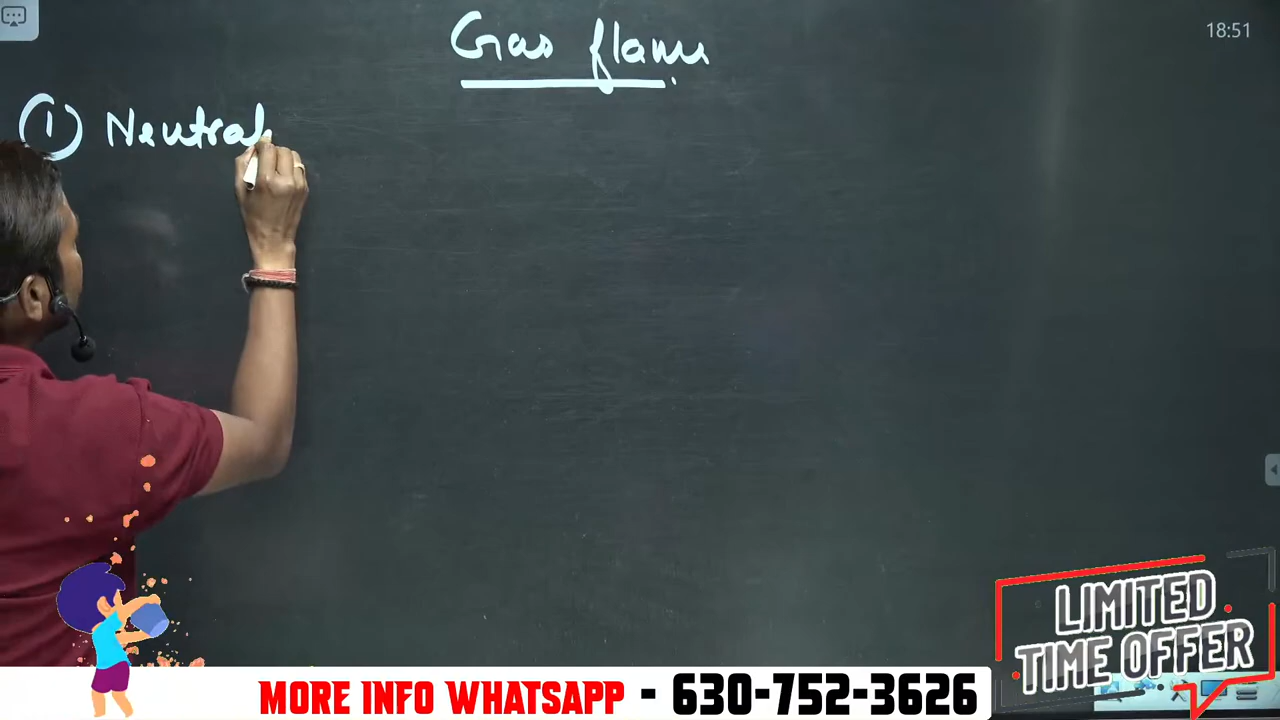 Gas flame
18:51
① Neutral
LIMITED
TIME OFFER
MORE INFO WHATSAPP - 630-752-3626